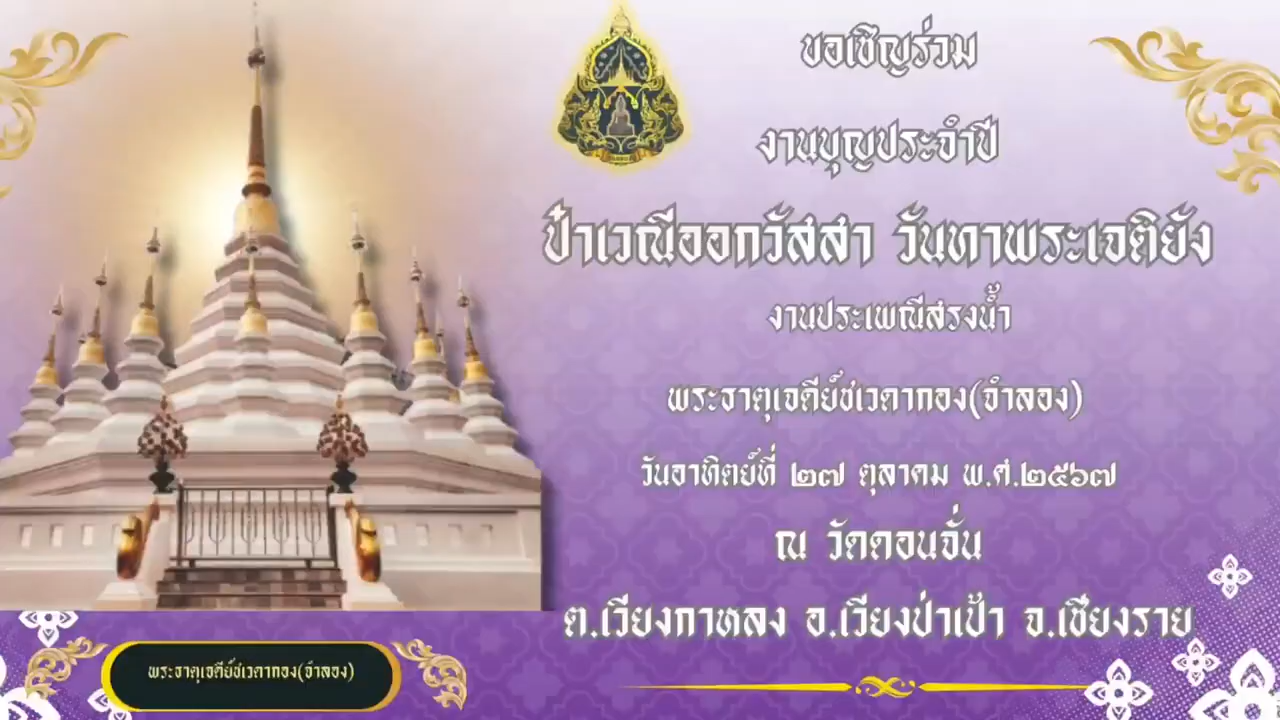 ขอเชิญร่วม
งานบุญประจำปี
ป๋าเวณีออกวัสสา วันทาพระเจติยัง
งานประเพณีสรงน้ำ
พระธาตุเจดีย์ชเวดากอง(จำลอง)
วันอาทิตย์ที่ ๒๗ ตุลาคม พ.ศ.๒๕๖๗
ณ วัดดอนจั่น
ต.เวียงกาหลง อ.เวียงป่าเป้า จ.เชียงราย
พระธาตุเจดีย์ชเวดากอง(จำลอง)